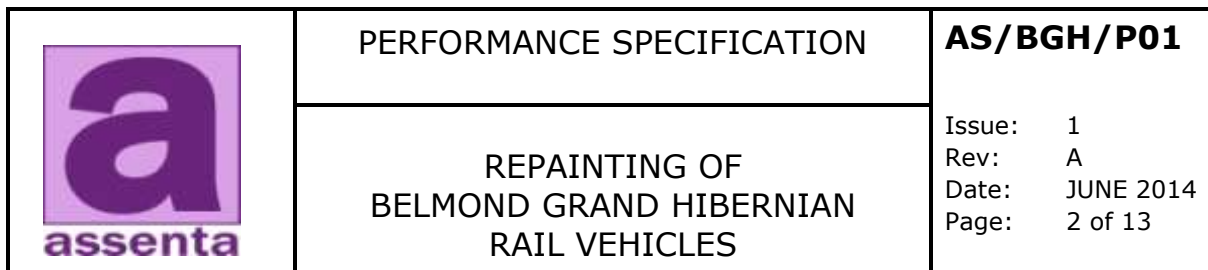 a
assenta
PERFORMANCE SPECIFICATION
REPAINTING OF
BELMOND GRAND HIBERNIAN
RAIL VEHICLES
AS/BGH/P01
Issue: 1
Rev: A
Date: JUNE 2014
Page: 2 of 13